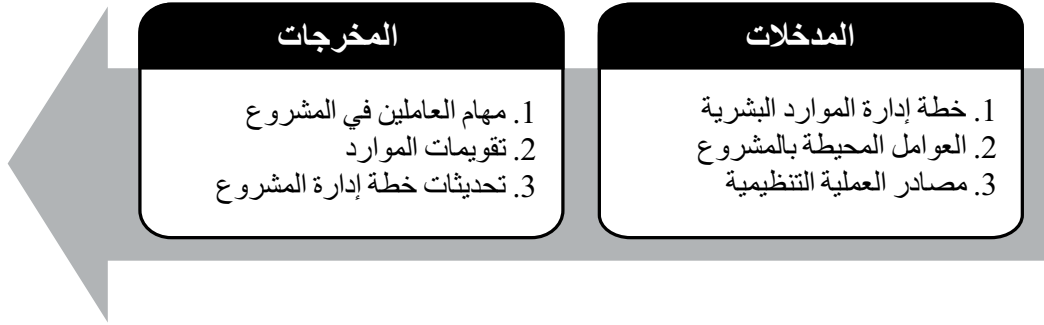 المدخلات
1. خطة إدارة الموارد البشرية
2. العوامل المحيطة بالمشروع
3. مصادر العملية التنظيمية
المخرجات
1. مهام العاملين في المشروع
2. تقويمات الموارد
3. تحديثات خطة إدارة المشروع